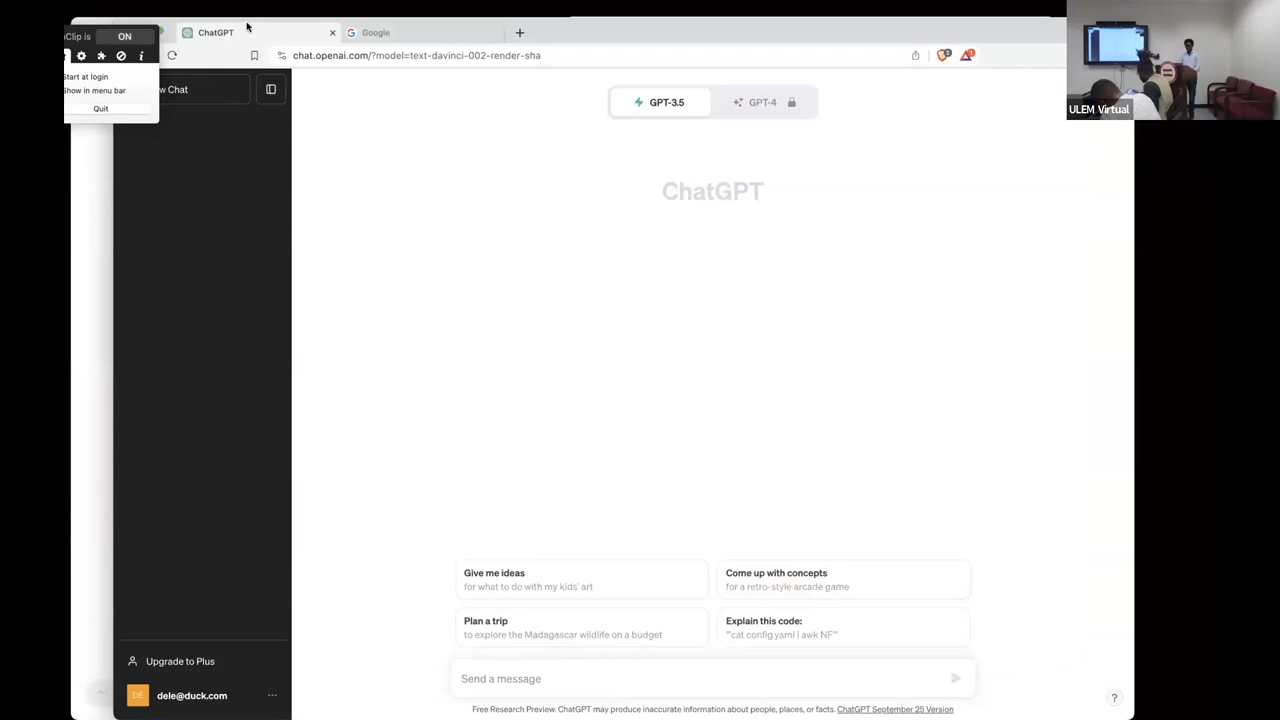 Clip is ON
Start at login
Show in menu bar
Quit
ChatGPT
Google
chat.openai.com/?model=text-davinci-002-render-sha
Chat
GPT-3.5
GPT-4
ChatGPT
Give me ideas
for what to do with my kids' art
Come up with concepts
for a retro-style arcade game
Plan a trip
to explore the Madagascar wildlife on a budget
Explain this code:
"cat config.yaml | awk NF"
Upgrade to Plus
DE dele@duck.com
Send a message
Free Research Preview. ChatGPT may produce inaccurate information about people, places, or facts. ChatGPT September 25 Version
?
ULEM Virtual